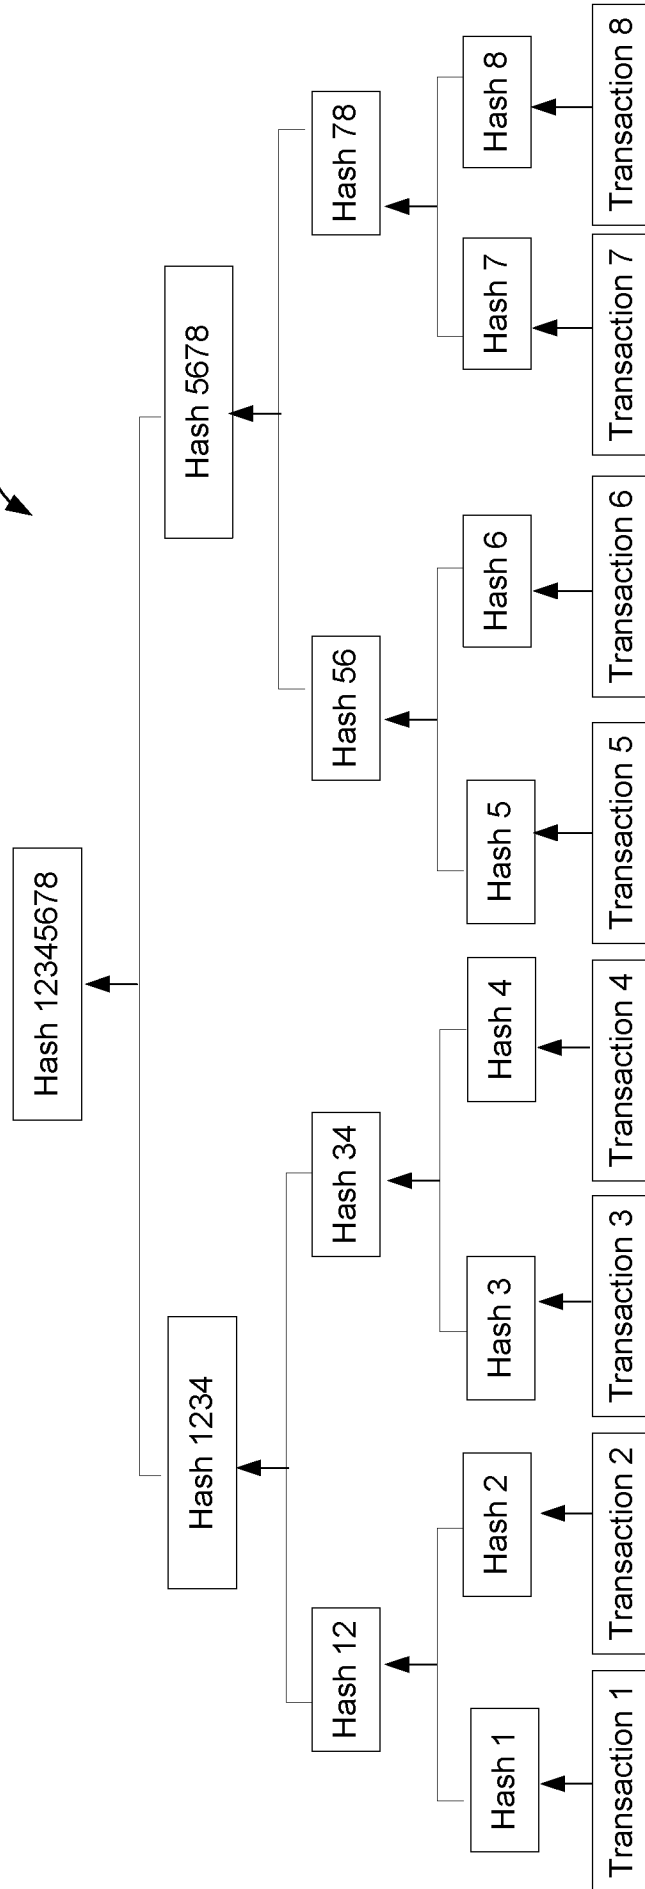 Hash 12345678
Hash 1234
Hash 5678
Hash 12
Hash 34
Hash 56
Hash 78
Hash 1
Hash 2
Hash 3
Hash 4
Hash 5
Hash 6
Hash 7
Hash 8
Transaction 1
Transaction 2
Transaction 3
Transaction 4
Transaction 5
Transaction 6
Transaction 7
Transaction 8